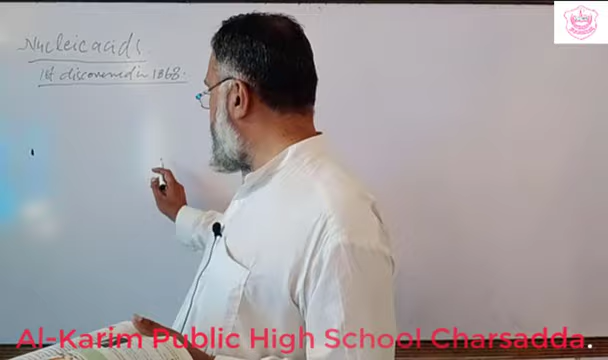 Nucleic acids.
1st discovered in 1868.
Al-Karim Public High School Charsadda.